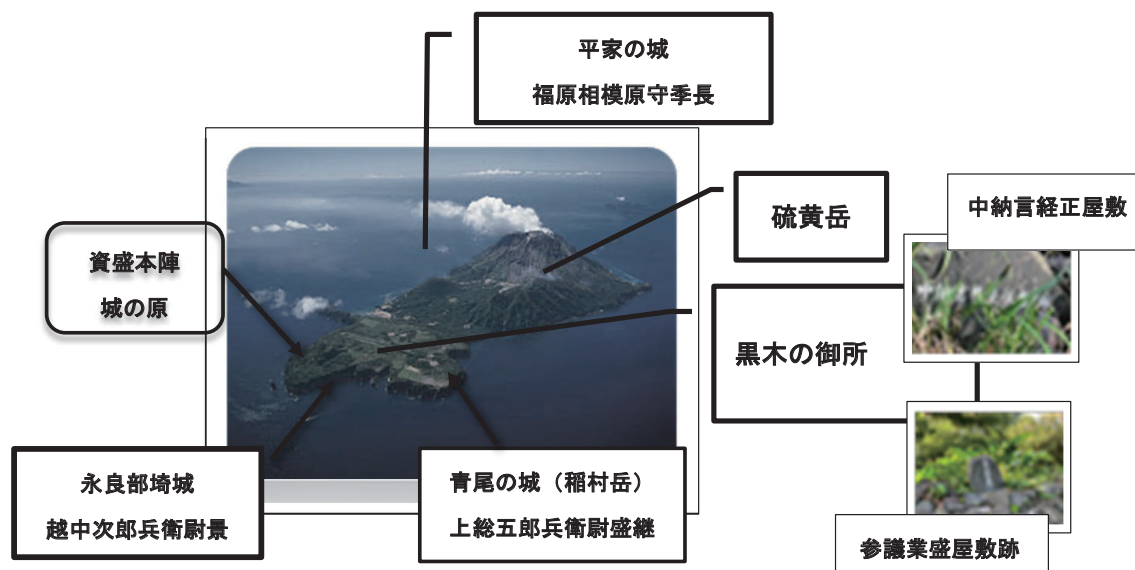 平家の城
福原相模原守季長
硫黄岳
中納言経正屋敷
資盛本陣
城の原
黒木の御所
永良部埼城
越中次郎兵衛尉景
青尾の城（稲村岳）
上総五郎兵衛尉盛継
参議業盛屋敷跡